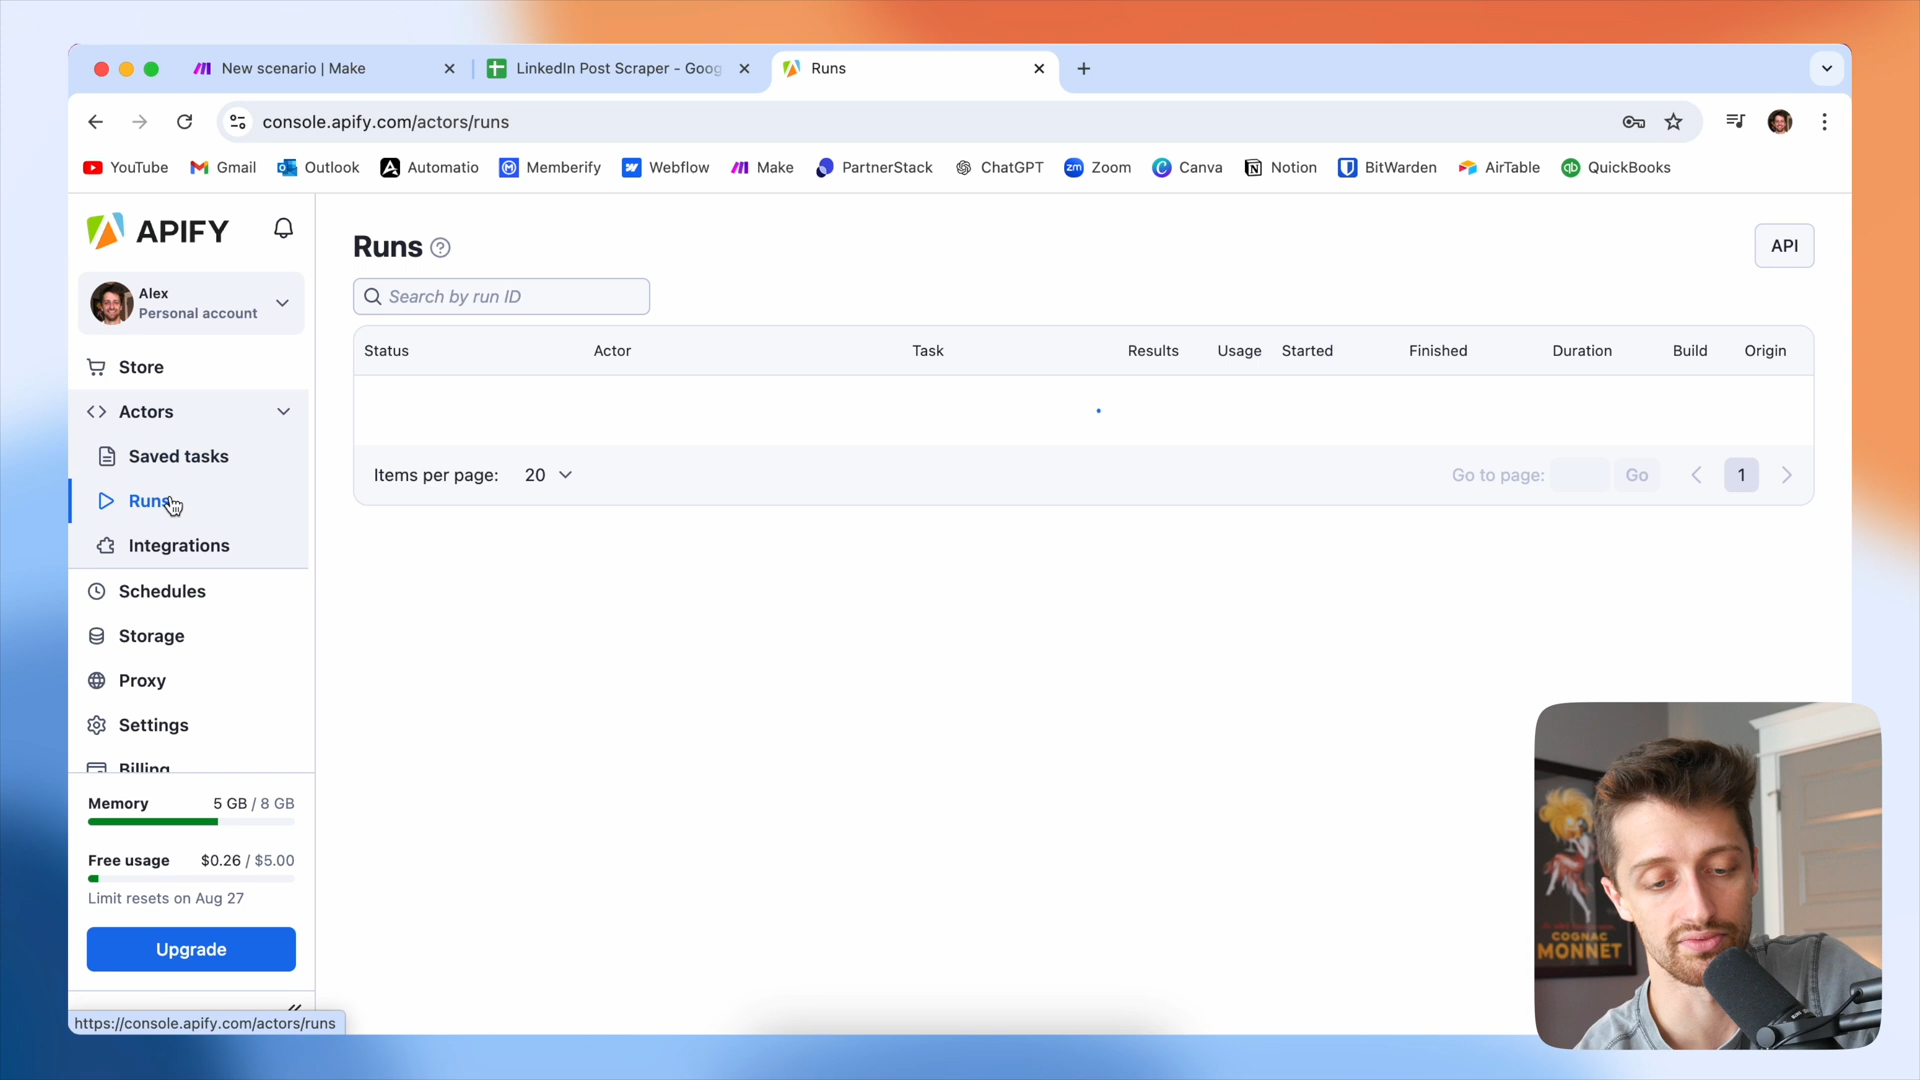 New scenario | Make
LinkedIn Post Scraper - Goog
Runs
console.apify.com/actors/runs
YouTube
Gmail
Outlook
Automatio
Memberify
Webflow
Make
PartnerStack
ChatGPT
Zoom
Canva
Notion
BitWarden
AirTable
QuickBooks
APIFY
Alex
Personal account
Store
Actors
Saved tasks
Runs
Integrations
Schedules
Storage
Proxy
Settings
Billing
Memory 5 GB / 8 GB
Free usage $0.26 / $5.00
Limit resets on Aug 27
Upgrade
https://console.apify.com/actors/runs
Runs
API
Search by run ID
Status Actor Task Results Usage Started Finished Duration Build Origin
Items per page: 20
Go to page: Go 1
COGNAC
MONNET